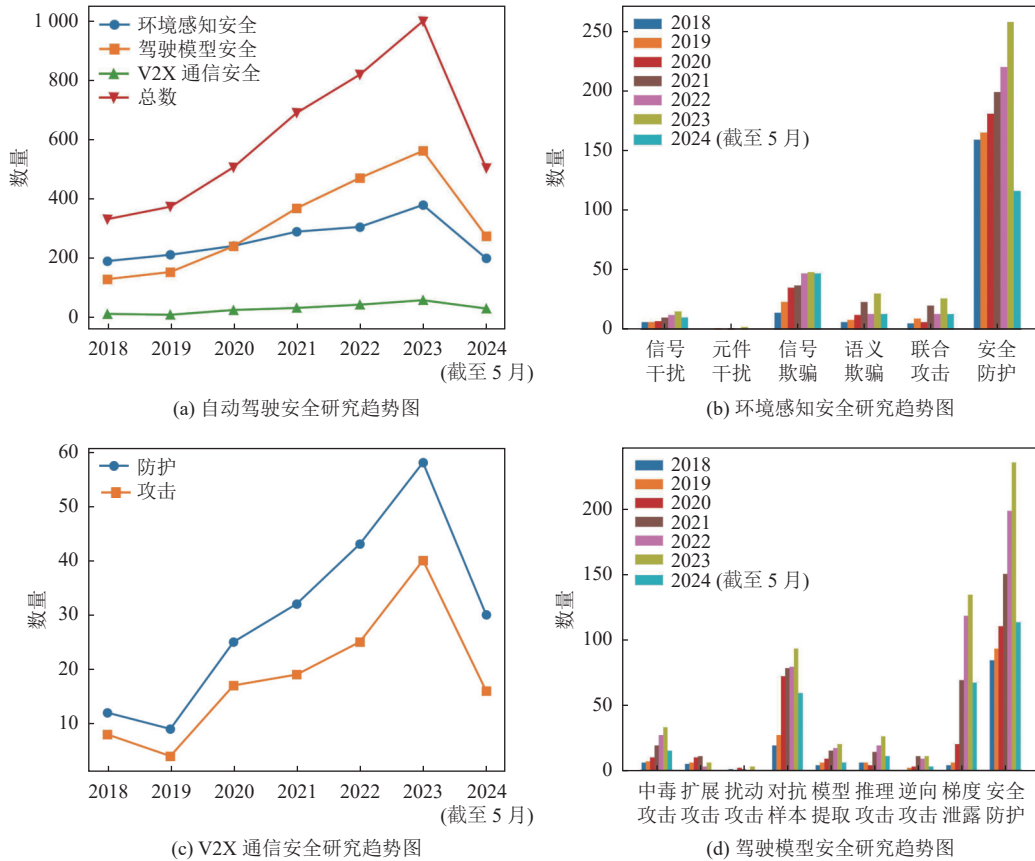 1 000
800
600
400
200
0
数量
环境感知安全
驾驶模型安全
V2X 通信安全
总数
2018
2019
2020
2021
2022
2023
2024
(截至 5 月)
(a) 自动驾驶安全研究趋势图
250
200
150
100
50
0
数量
2018
2019
2020
2021
2022
2023
2024 (截至 5 月)
信号
干扰
元件
干扰
信号
欺骗
语义
欺骗
联合
攻击
安全
防护
(b) 环境感知安全研究趋势图
60
50
40
30
20
10
数量
防护
攻击
2018
2019
2020
2021
2022
2023
2024
(截至 5 月)
(c) V2X 通信安全研究趋势图
200
150
100
50
0
数量
2018
2019
2020
2021
2022
2023
2024 (截至 5 月)
中毒
攻击
扩展
攻击
扰动
攻击
对抗
样本
模型
提取
推理
攻击
逆向
攻击
梯度
泄露
安全
防护
(d) 驾驶模型安全研究趋势图